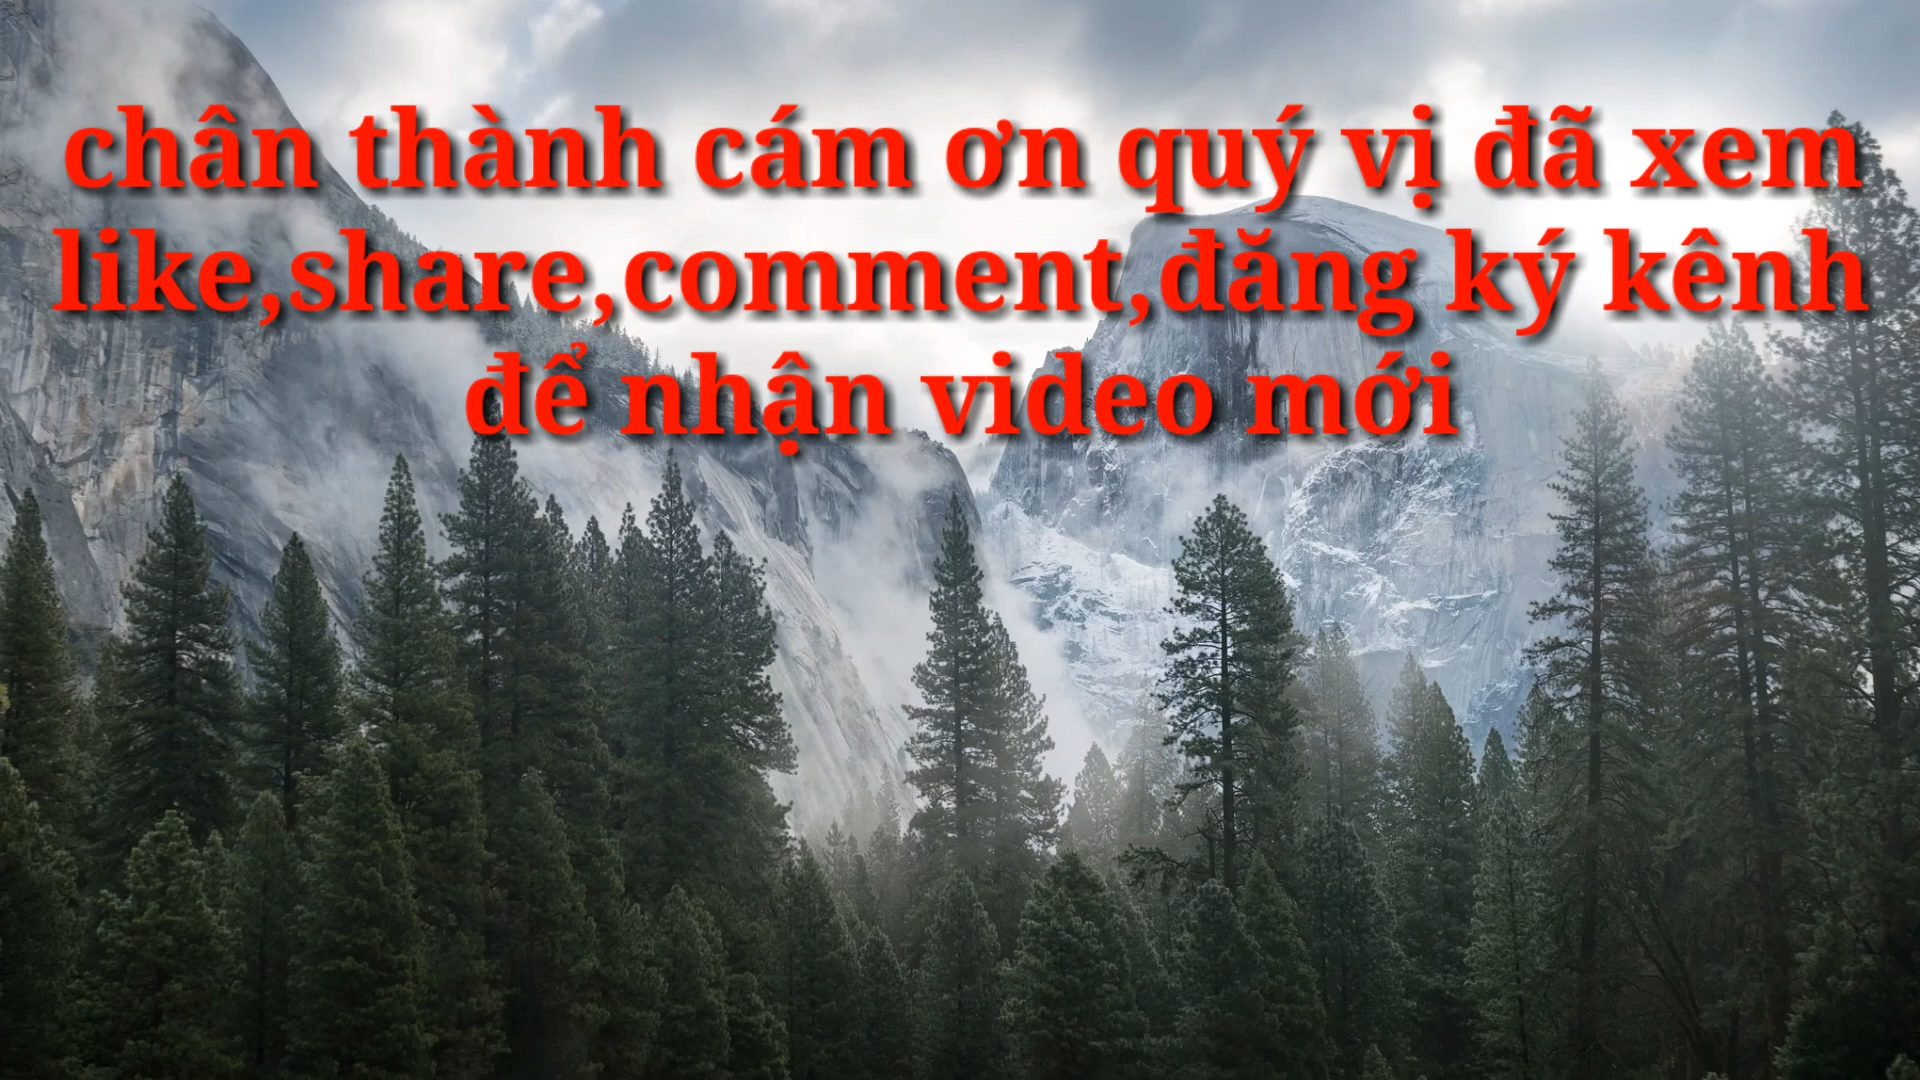 chân thành cám ơn quý vị đã xem
like,share,comment,đăng ký kênh
để nhận video mới